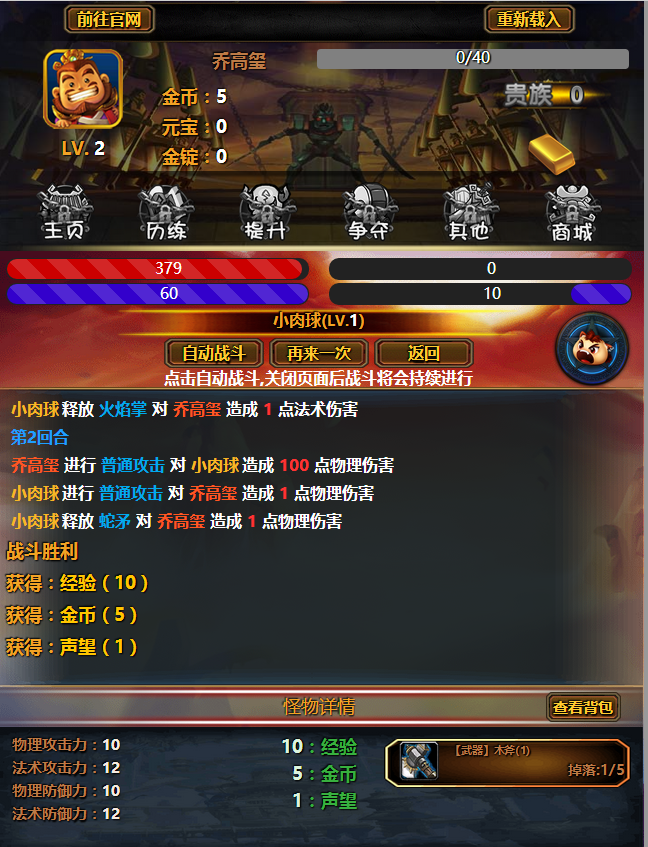 前往官网 重新载入
乔高玺 0/40
金币：5 贵族 0
元宝：0
LV. 2 金锭：0
主页 历练 提升 争夺 其他 商城
379 0
60 10
小肉球(LV.1)
自动战斗 再来一次 返回
点击自动战斗,关闭页面后战斗将会持续进行
小肉球 释放 火焰掌 对 乔高玺 造成 1 点法术伤害
第2回合
乔高玺 进行 普通攻击 对 小肉球 造成 100 点物理伤害
小肉球 进行 普通攻击 对 乔高玺 造成 1 点物理伤害
小肉球 释放 蛇矛 对 乔高玺 造成 1 点物理伤害
战斗胜利
获得：经验（10）
获得：金币（5）
获得：声望（1）
怪物详情 查看背包
物理攻击力：10 10：经验 【武器】木斧(1)
法术攻击力：12 5：金币 掉落:1/5
物理防御力：10 1：声望
法术防御力：12